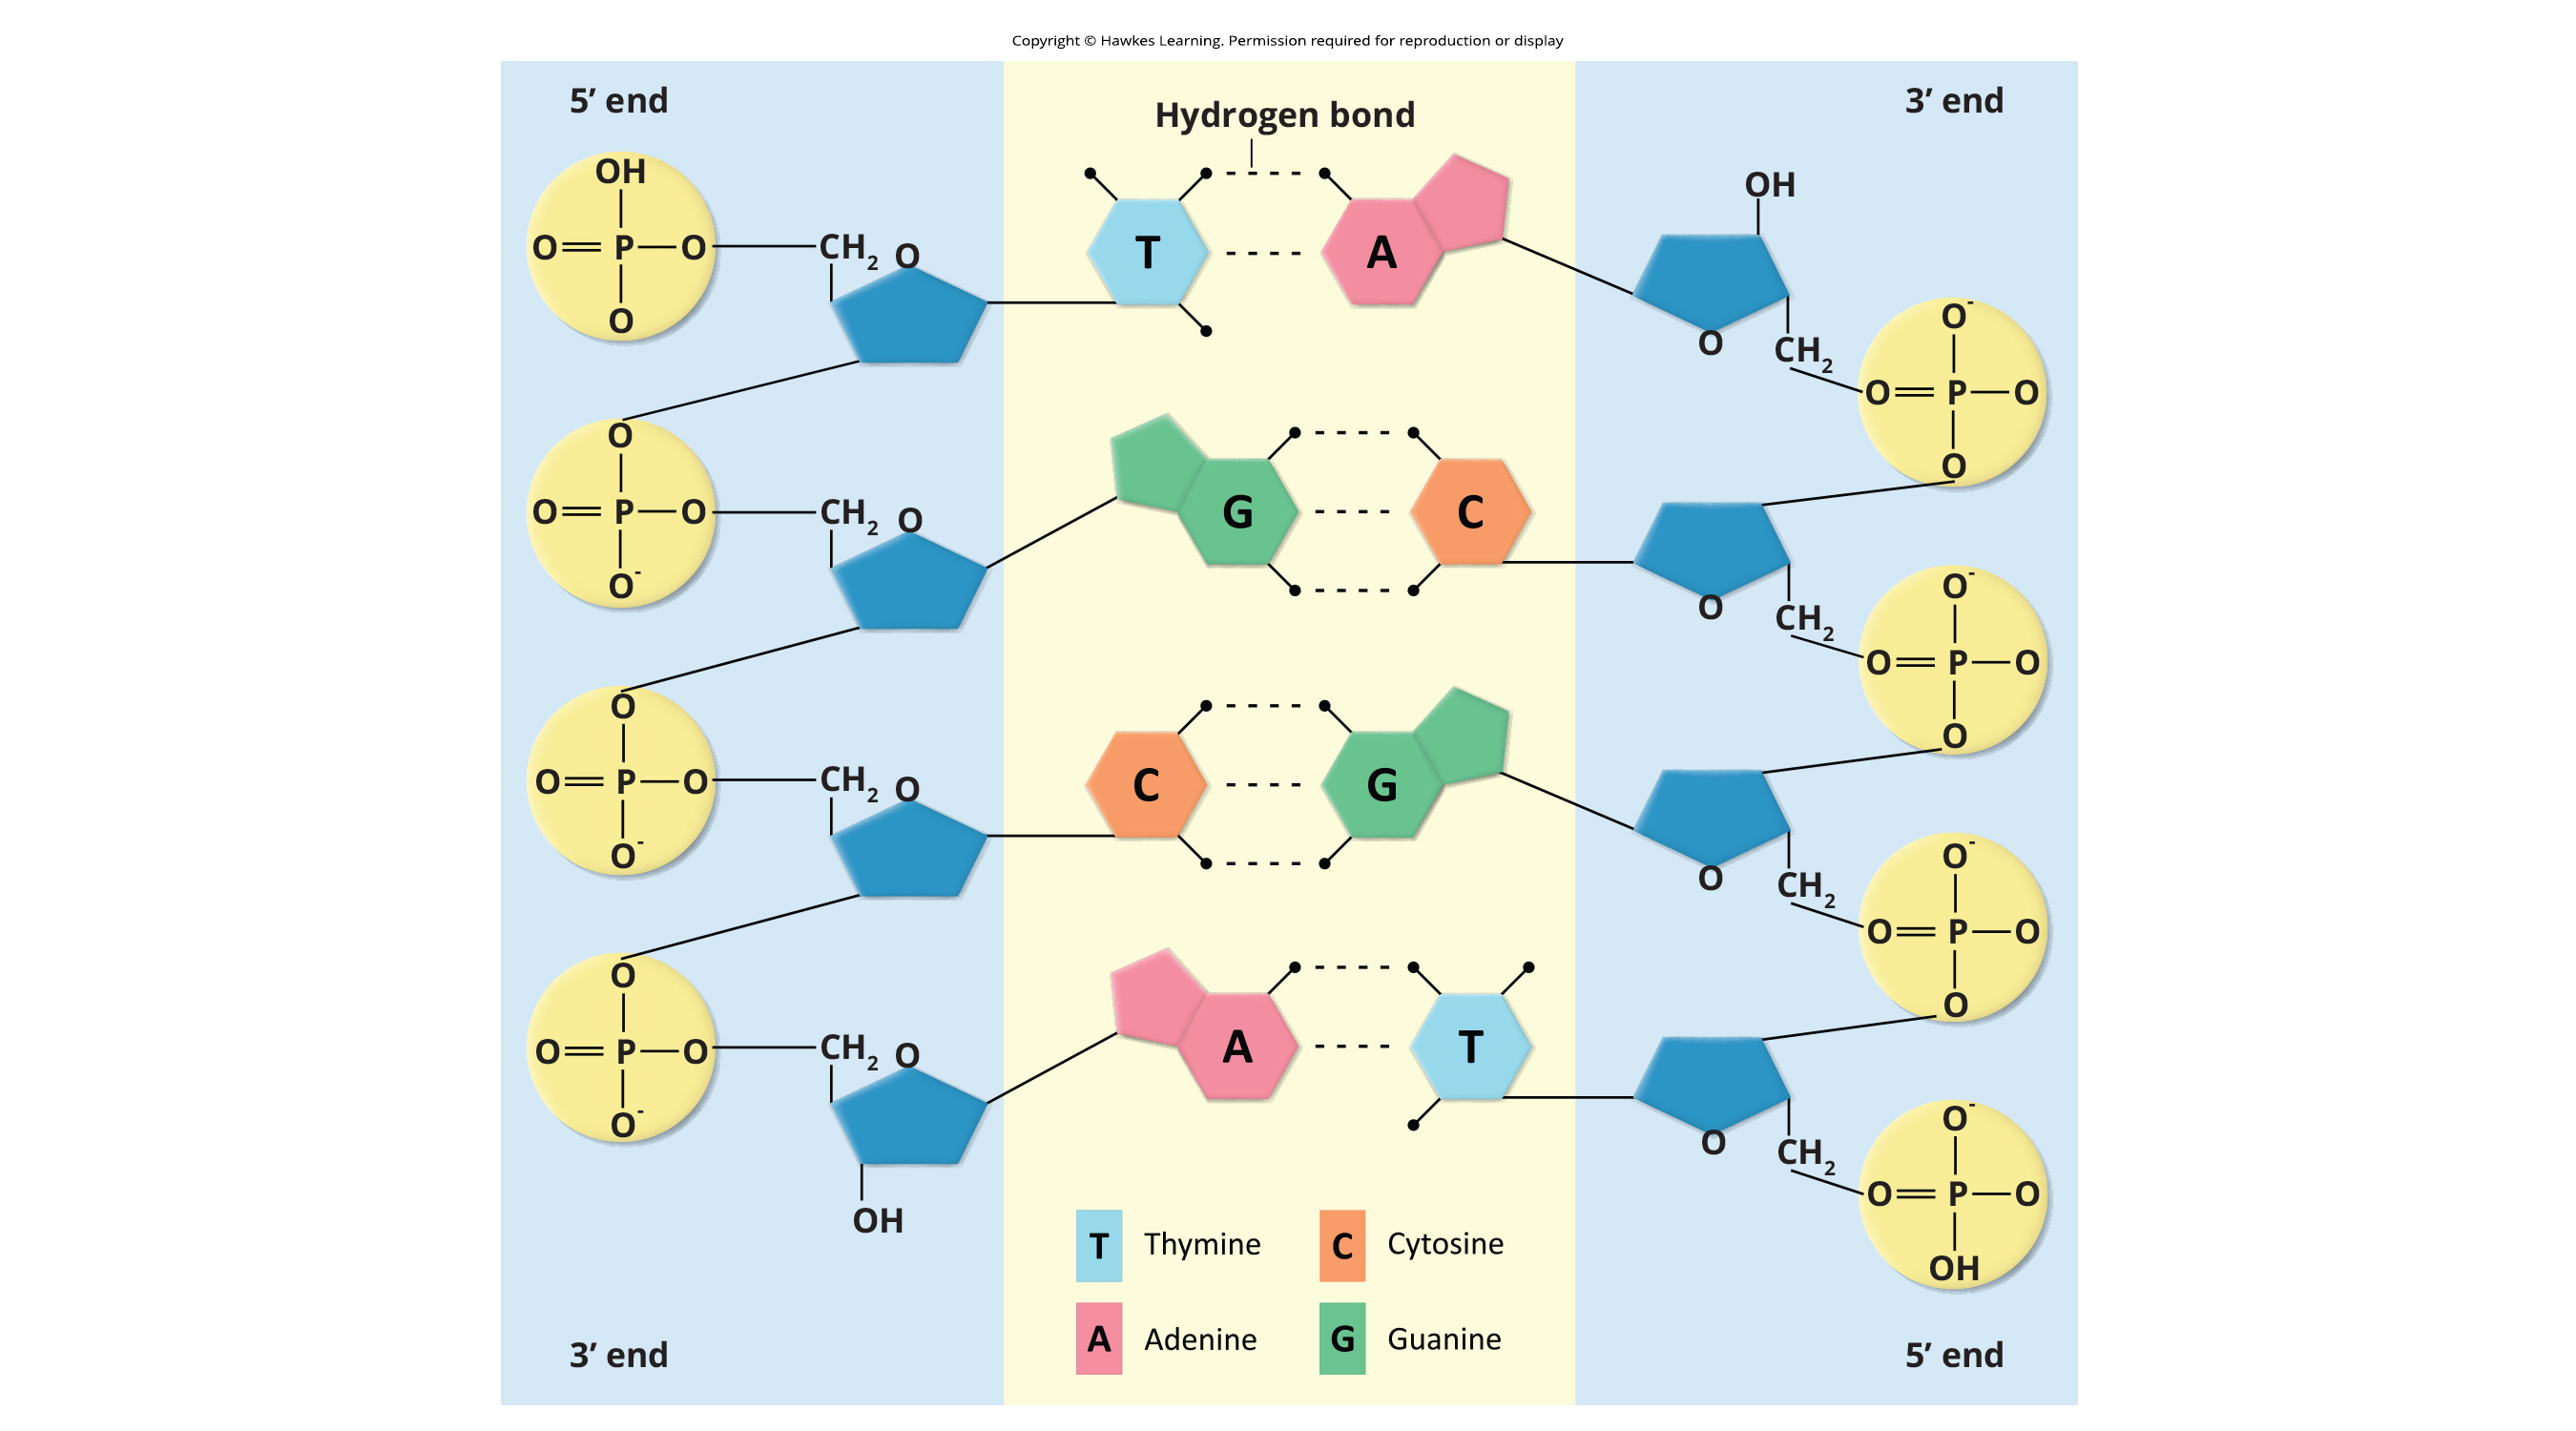 Copyright © Hawkes Learning. Permission required for reproduction or display
5’ end
3’ end
Hydrogen bond
OH
O P O
O
CH2 O
T
A
OH
O
CH2
O-
O P O
O
O
O P O
O-
CH2 O
G
C
O
CH2
O-
O P O
O
O
O P O
O-
CH2 O
C
G
O
CH2
O-
O P O
O
O
O P O
O-
CH2 O
OH
A
T
O
CH2
O-
O P O
OH
T Thymine
C Cytosine
A Adenine
G Guanine
3’ end
5’ end